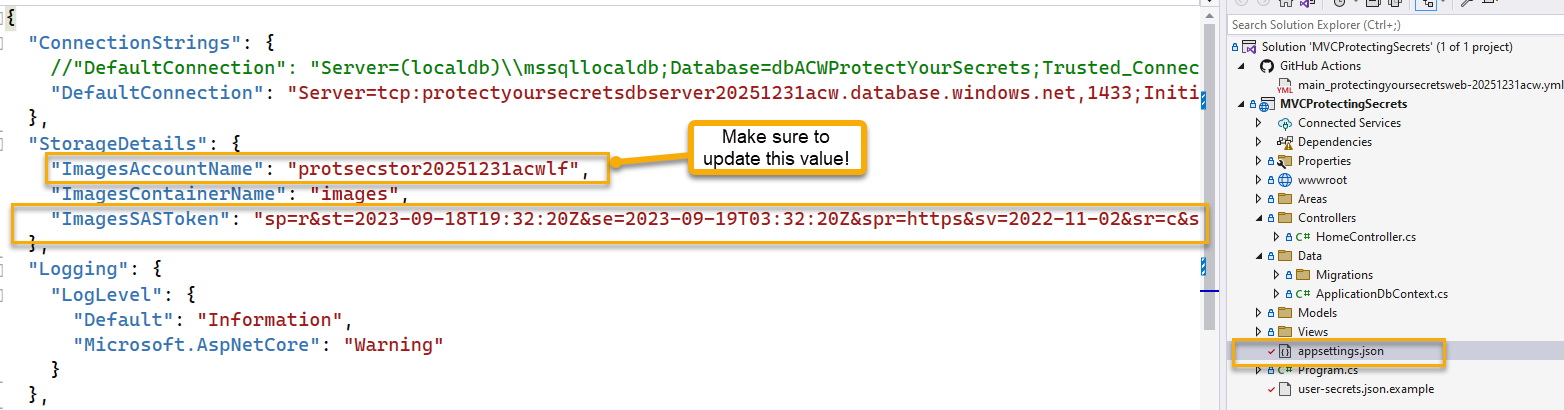 {
"ConnectionStrings": {
//"DefaultConnection": "Server=(localdb)\\mssqllocaldb;Database=dbACWProtectYourSecrets;Trusted_Connec
"DefaultConnection": "Server=tcp:protectyoursecretsdbserver20251231acw.database.windows.net,1433;Initi
},
"StorageDetails": {
"ImagesAccountName": "protsecstor20251231acwlf",
"ImagesContainerName": "images",
"ImagesSASToken": "sp=r&st=2023-09-18T19:32:20Z&se=2023-09-19T03:32:20Z&spr=https&sv=2022-11-02&sr=c&s
},
"Logging": {
"LogLevel": {
"Default": "Information",
"Microsoft.AspNetCore": "Warning"
}
},
Make sure to
update this value!
Search Solution Explorer (Ctrl+;)
Solution 'MVCProtectingSecrets' (1 of 1 project)
GitHub Actions
YML main_protectingyoursecretsweb-20251231acw.yml
MVCProtectingSecrets
Connected Services
Dependencies
Properties
wwwroot
Areas
Controllers
C# HomeController.cs
Data
Migrations
C# ApplicationDbContext.cs
Models
Views
appsettings.json
C# Program.cs
user-secrets.json.example